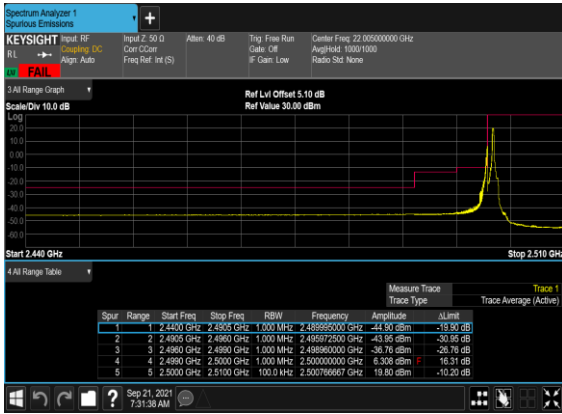 Spectrum Analyzer 1
Spurious Emissions
KEYSIGHT Input: RF Input Z: 50 Ω Atten: 40 dB Trig: Free Run Center Freq: 22.005000000 GHz
RL Coupling: DC Corr CCorr Gate: Off Avg|Hold: 1000/1000
Align: Auto Freq Ref: Int (S) IF Gain: Low Radio Std: None
FAIL
3 All Range Graph
Scale/Div 10.0 dB Ref Lvl Offset 5.10 dB
Ref Value 30.00 dBm
Log
20.0
10.0
0.00
-10.0
-20.0
-30.0
-40.0
-50.0
-60.0
Start 2.440 GHz Stop 2.510 GHz
4 All Range Table
Measure Trace Trace 1
Trace Type Trace Average (Active)
Spur Range Start Freq Stop Freq RBW Frequency Amplitude ΔLimit
1 1 2.4400 GHz 2.4905 GHz 1.000 MHz 2.489995000 GHz -44.90 dBm -19.90 dB
2 2 2.4905 GHz 2.4960 GHz 1.000 MHz 2.495972500 GHz -43.95 dBm -30.95 dB
3 3 2.4960 GHz 2.4990 GHz 1.000 MHz 2.498960000 GHz -36.76 dBm -26.76 dB
4 4 2.4990 GHz 2.5000 GHz 1.000 MHz 2.500000000 GHz 6.308 dBm F 16.31 dB
5 5 2.5000 GHz 2.5100 GHz 100.0 kHz 2.500766667 GHz 19.80 dBm -10.20 dB
Sep 21, 2021
7:31:38 AM